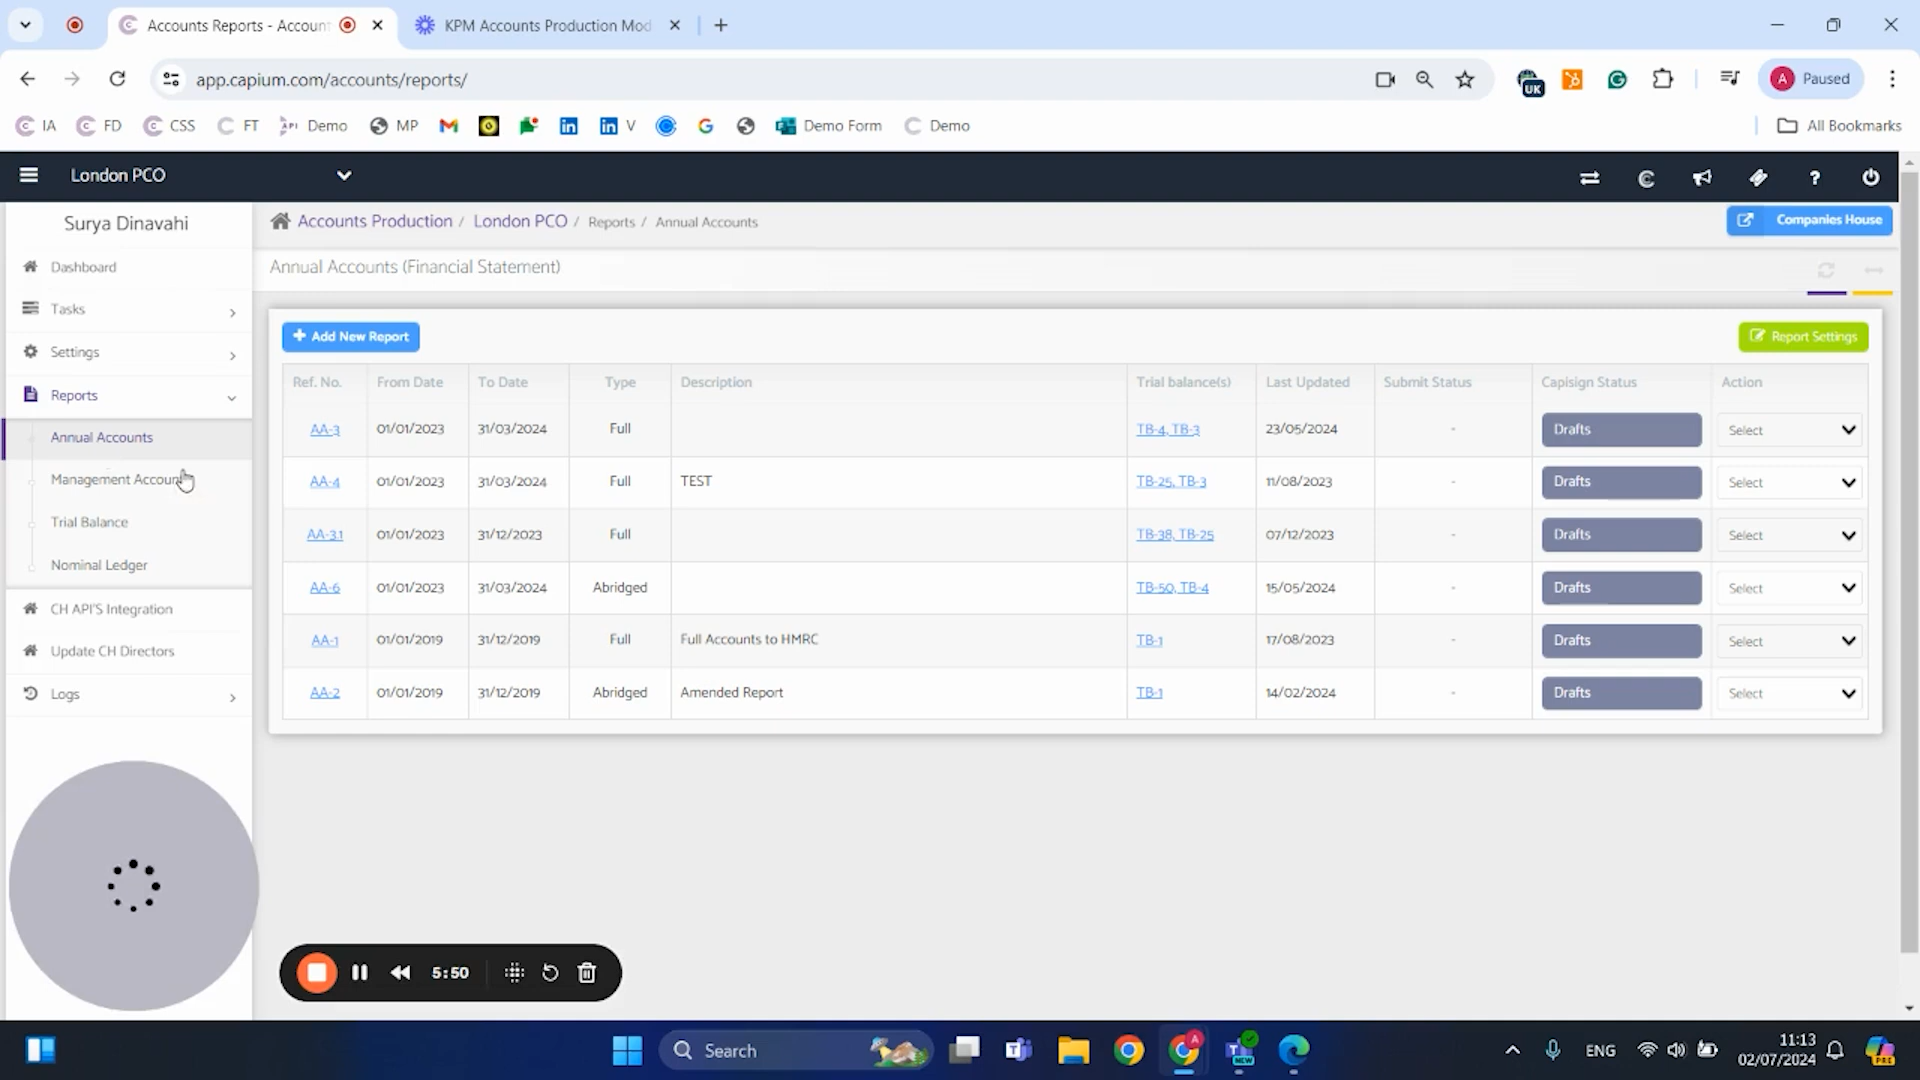 Accounts Reports - Account
KPM Accounts Production Mod
app.capium.com/accounts/reports/
UK
A
Paused
IA
FD
CSS
FT
API
Demo
MP
V
Demo Form
Demo
All Bookmarks
London PCO
Surya Dinavahi
Accounts Production / London PCO / Reports / Annual Accounts
Companies House
Dashboard
Annual Accounts (Financial Statement)
Tasks
Settings
Reports
Annual Accounts
Management Accoun
Trial Balance
Nominal Ledger
CH API'S Integration
Update CH Directors
Logs
Add New Report
Report Settings
Ref. No. From Date To Date Type Description Trial balance(s) Last Updated Submit Status Capisign Status Action
AA-3 01/01/2023 31/03/2024 Full TB-4, TB-3 23/05/2024 - Drafts Select
AA-4 01/01/2023 31/03/2024 Full TEST TB-25, TB-3 11/08/2023 - Drafts Select
AA-3.1 01/01/2023 31/12/2023 Full TB-38, TB-25 07/12/2023 - Drafts Select
AA-6 01/01/2023 31/03/2024 Abridged TB-50, TB-4 15/05/2024 - Drafts Select
AA-1 01/01/2019 31/12/2019 Full Full Accounts to HMRC TB-1 17/08/2023 - Drafts Select
AA-2 01/01/2019 31/12/2019 Abridged Amended Report TB-1 14/02/2024 - Drafts Select
5:50
Search
A
NEW
ENG
11:13
02/07/2024
PRE